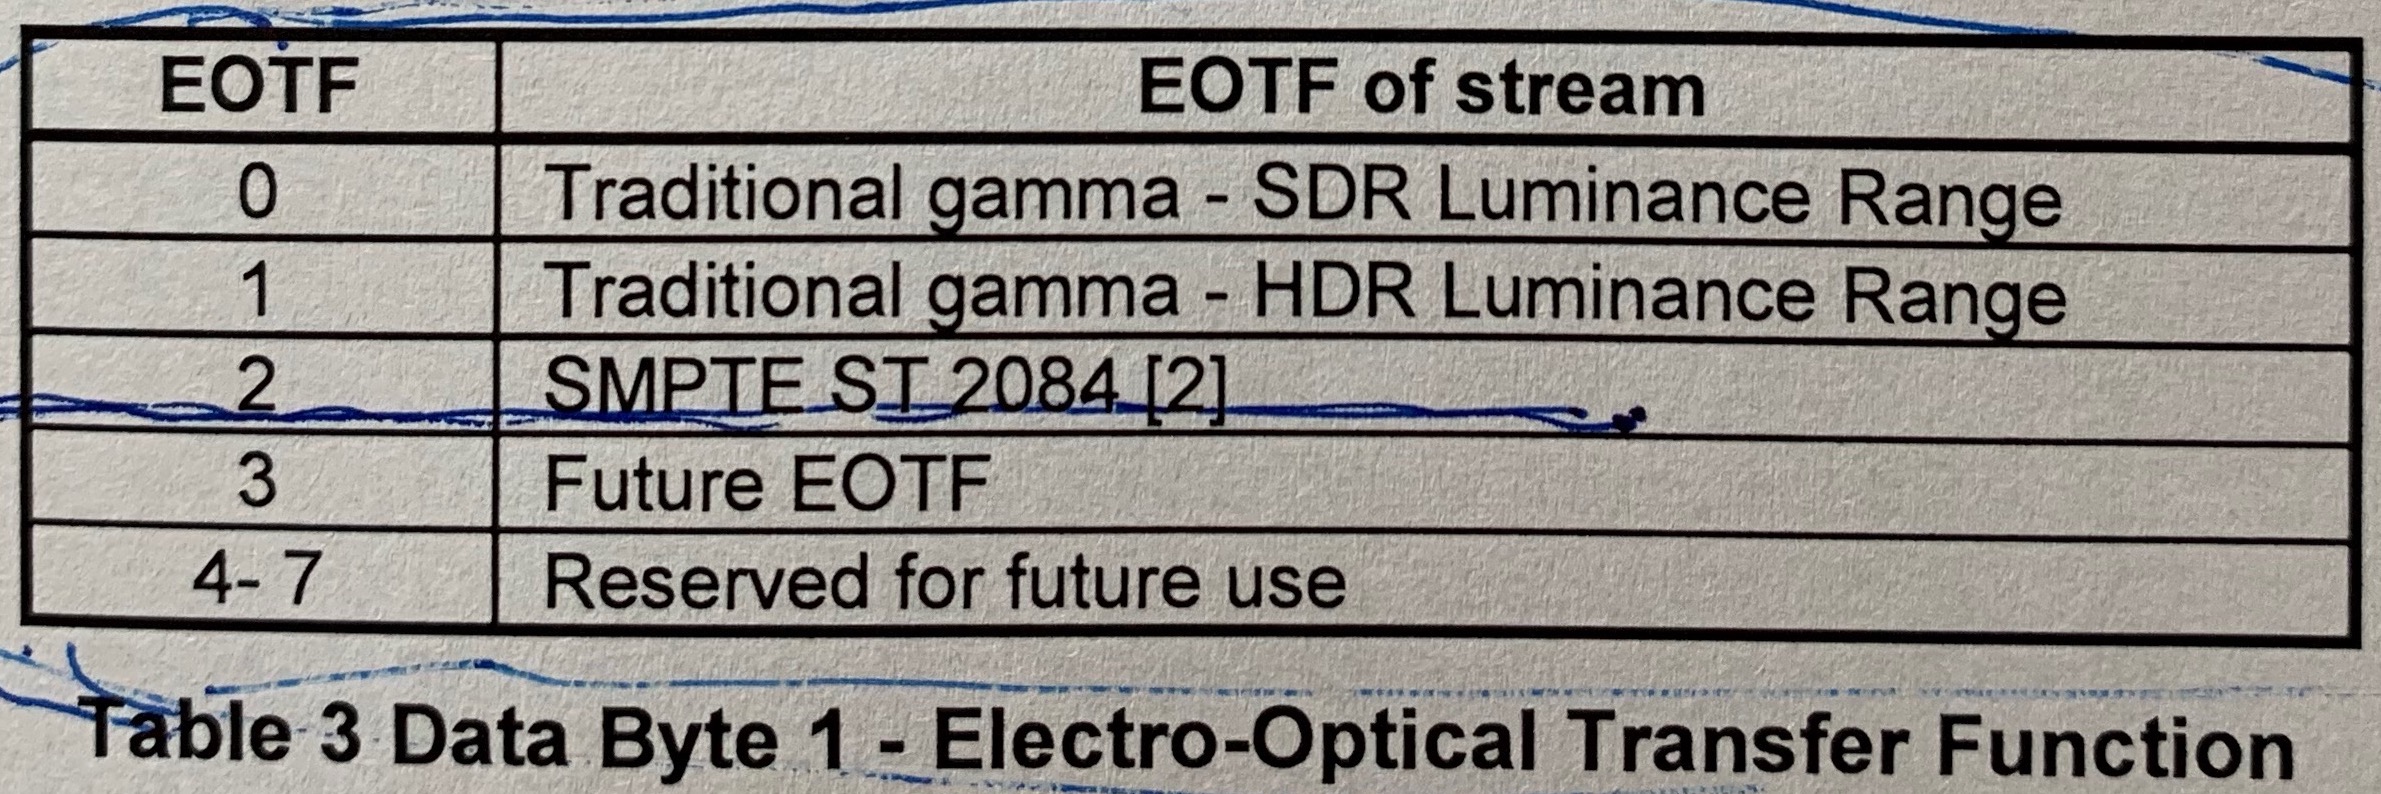 EOTF EOTF of stream
0 Traditional gamma - SDR Luminance Range
1 Traditional gamma - HDR Luminance Range
2 SMPTE ST 2084 [2]
3 Future EOTF
4- 7 Reserved for future use
Table 3 Data Byte 1 - Electro-Optical Transfer Function